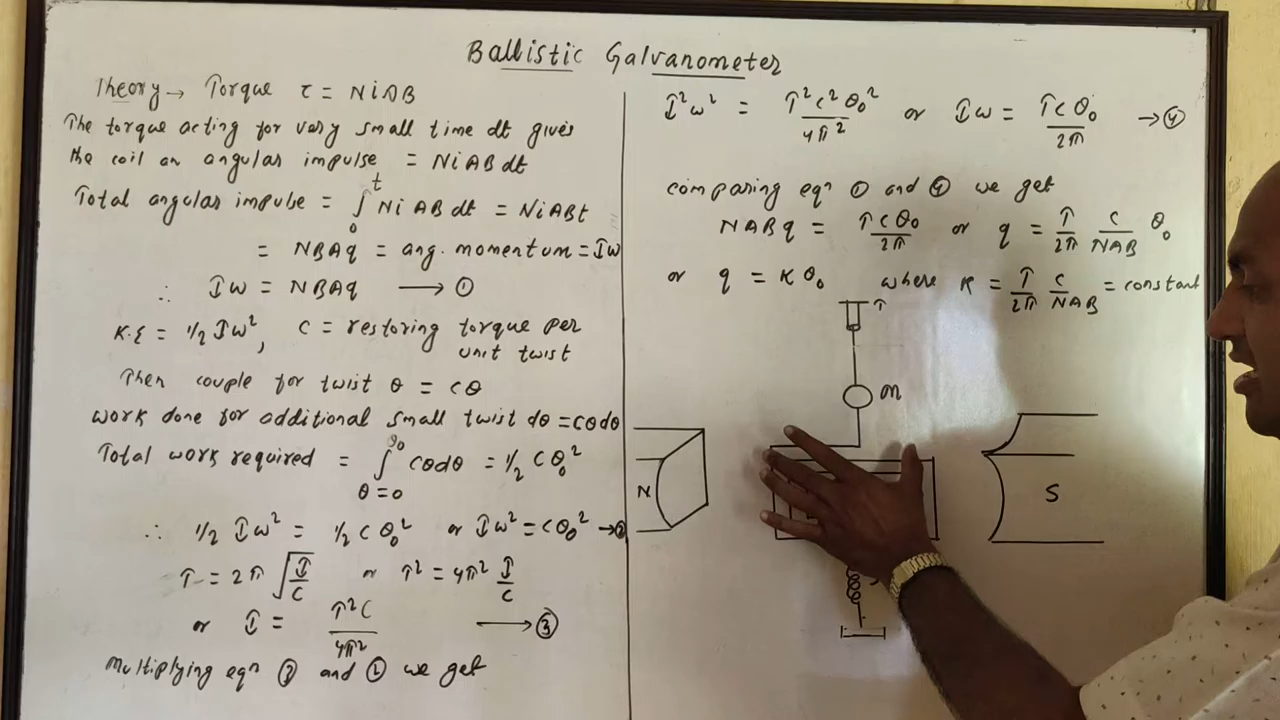 Ballistic Galvanometer
Theory → Torque τ = NiAB
The torque acting for very small time dt gives
the coil an angular impulse = NiABdt
Total angular impulse = ∫₀ᵗ NiABdt = NiABt
= NBAq = ang. momentum = Iω
∴ Iω = NBAq → ①
K.E = 1/2 Iω², C = restoring torque per
unit twist
Then couple for twist θ = cθ
work done for additional small twist dθ = cθdθ
Total work required = ∫ cθdθ = 1/2 Cθ₀²
θ=0
∴ 1/2 Iω² = 1/2 Cθ₀² or Iω² = Cθ₀² → ②
T = 2π √(I/C) or T² = 4π² I/C
or I = T²C/4π² → ③
Multiplying eqn ③ and ② we get
I²ω² = T²C²θ₀²/4π² or Iω = TCθ₀/2π → ④
comparing eqn ① and ④ we get
NABq = TCθ₀/2π or q = T/2π C/NAB θ₀
or q = Kθ₀ where K = T/2π C/NAB = constant
T
M
N
S